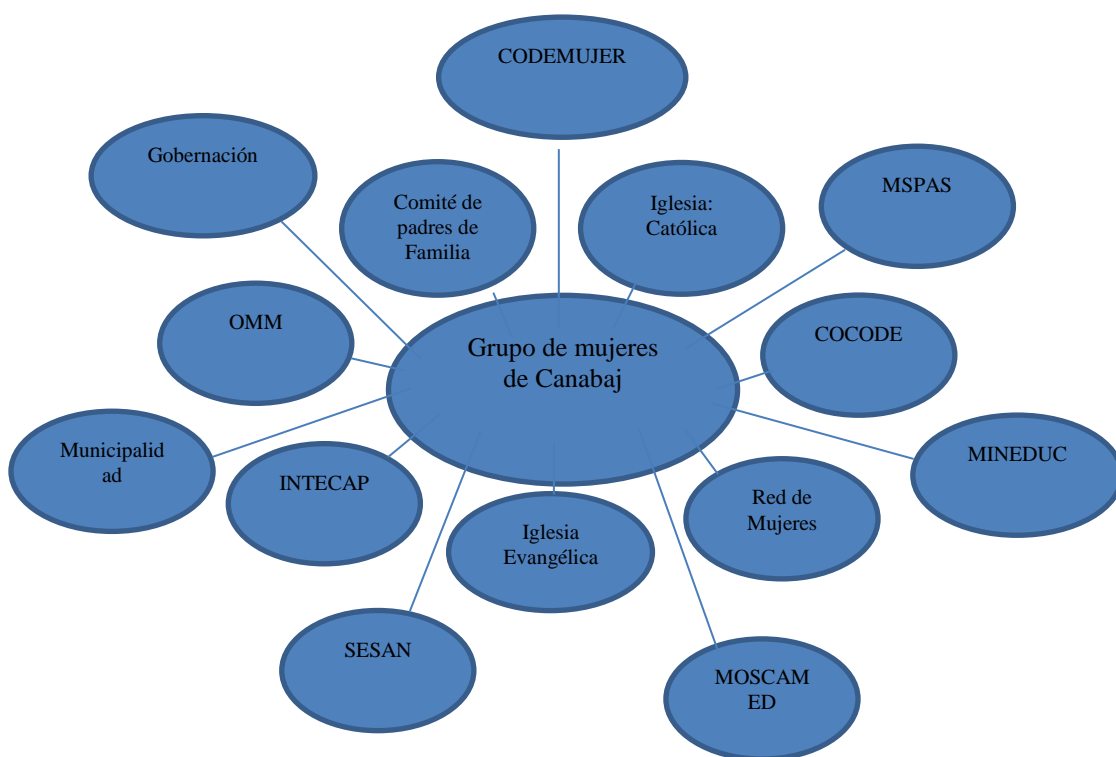 CODEMUJER
Gobernación
MSPAS
Comité de
padres de
Familia
Iglesia:
Católica
OMM
COCODE
Grupo de mujeres
de Canabaj
Municipalid
ad
INTECAP
MINEDUC
Red de
Mujeres
Iglesia
Evangélica
SESAN
MOSCAM
ED